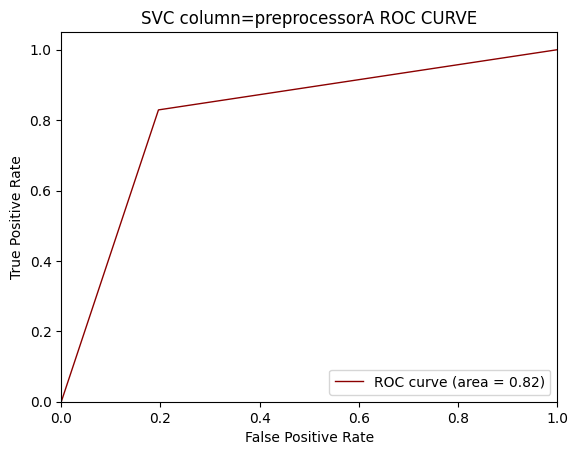 SVC column=preprocessorA ROC CURVE
True Positive Rate
1.0
0.8
0.6
0.4
0.2
0.0
ROC curve (area = 0.82)
0.0 0.2 0.4 0.6 0.8 1.0
False Positive Rate